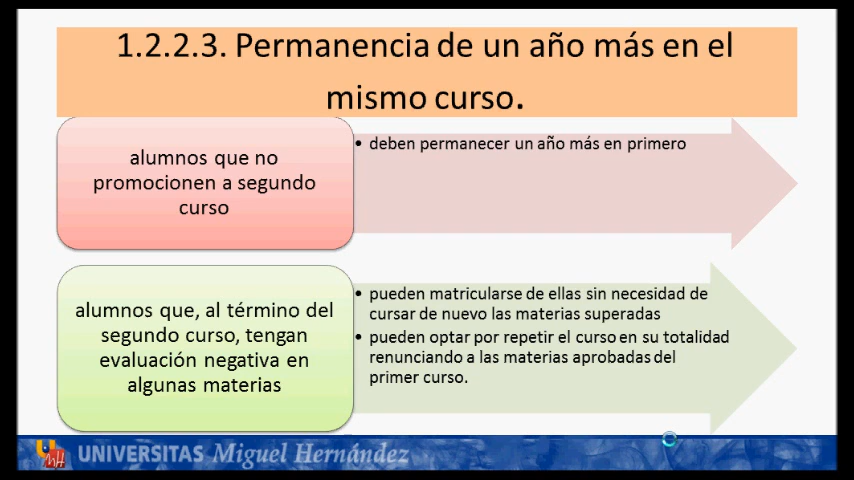 1.2.2.3. Permanencia de un año más en el
mismo curso.
alumnos que no
promocionen a segundo
curso
• deben permanecer un año más en primero
alumnos que, al término del
segundo curso, tengan
evaluación negativa en
algunas materias
• pueden matricularse de ellas sin necesidad de
cursar de nuevo las materias superadas
• pueden optar por repetir el curso en su totalidad
renunciando a las materias aprobadas del
primer curso.
UNIVERSITAS Miguel Hernández